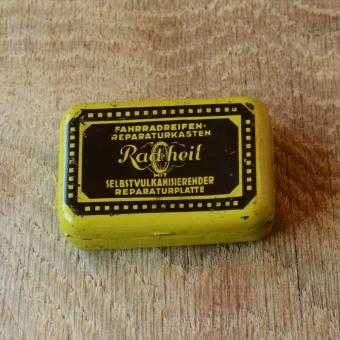 FAHRRADREIFEN-
REPARATURKASTEN
Radheil
MIT
SELBSTVULKANISIERENDER
REPARATURPLATTE